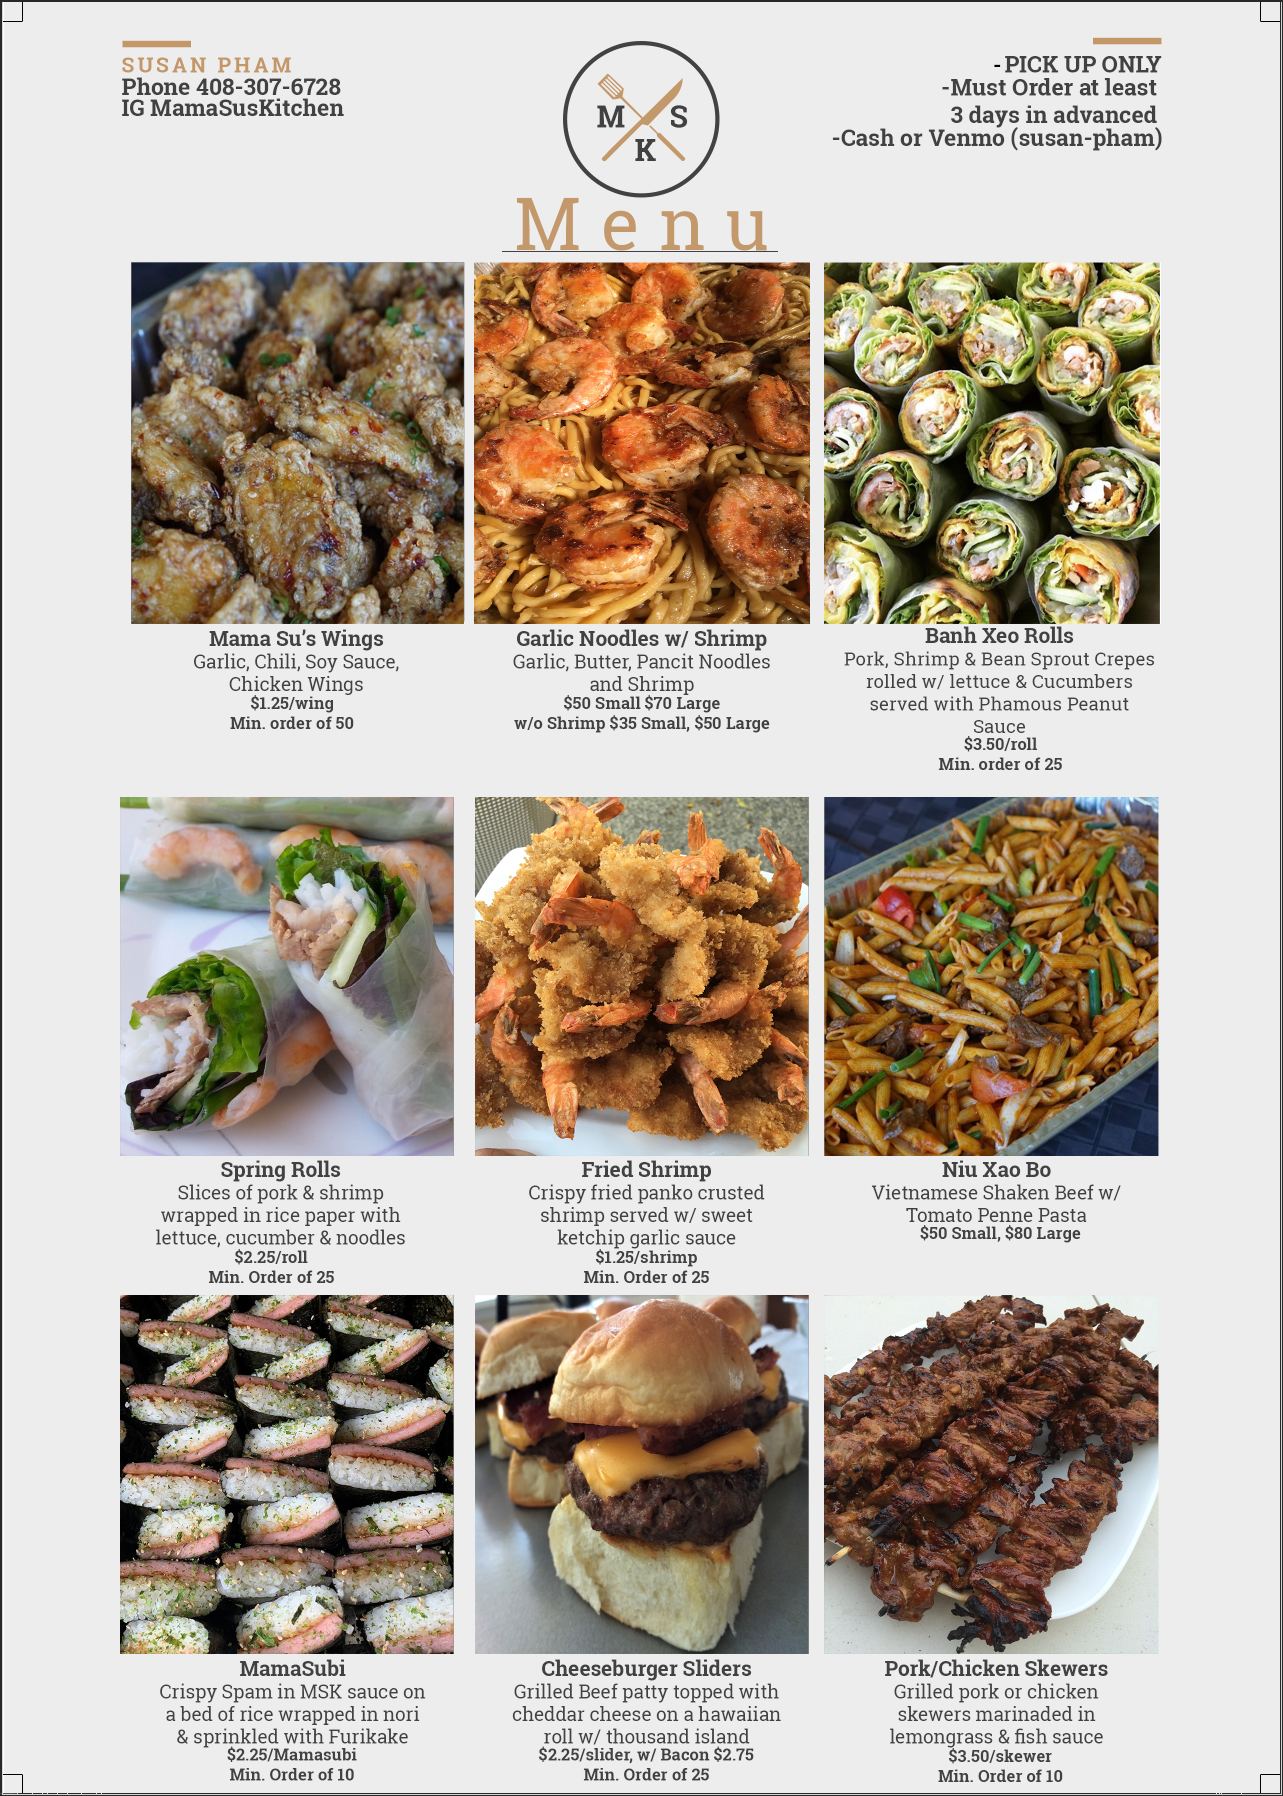 SUSAN PHAM
Phone 408-307-6728
IG MamaSusKitchen
- PICK UP ONLY
-Must Order at least
3 days in advanced
-Cash or Venmo (susan-pham)
M S
K
Menu
Mama Su's Wings
Garlic, Chili, Soy Sauce,
Chicken Wings
$1.25/wing
Min. order of 50
Garlic Noodles w/ Shrimp
Garlic, Butter, Pancit Noodles
and Shrimp
$50 Small $70 Large
w/o Shrimp $35 Small, $50 Large
Banh Xeo Rolls
Pork, Shrimp & Bean Sprout Crepes
rolled w/ lettuce & Cucumbers
served with Phamous Peanut
Sauce
$3.50/roll
Min. order of 25
Spring Rolls
Slices of pork & shrimp
wrapped in rice paper with
lettuce, cucumber & noodles
$2.25/roll
Min. Order of 25
Fried Shrimp
Crispy fried panko crusted
shrimp served w/ sweet
ketchip garlic sauce
$1.25/shrimp
Min. Order of 25
Niu Xao Bo
Vietnamese Shaken Beef w/
Tomato Penne Pasta
$50 Small, $80 Large
MamaSubi
Crispy Spam in MSK sauce on
a bed of rice wrapped in nori
& sprinkled with Furikake
$2.25/Mamasubi
Min. Order of 10
Cheeseburger Sliders
Grilled Beef patty topped with
cheddar cheese on a hawaiian
roll w/ thousand island
$2.25/slider, w/ Bacon $2.75
Min. Order of 25
Pork/Chicken Skewers
Grilled pork or chicken
skewers marinaded in
lemongrass & fish sauce
$3.50/skewer
Min. Order of 10